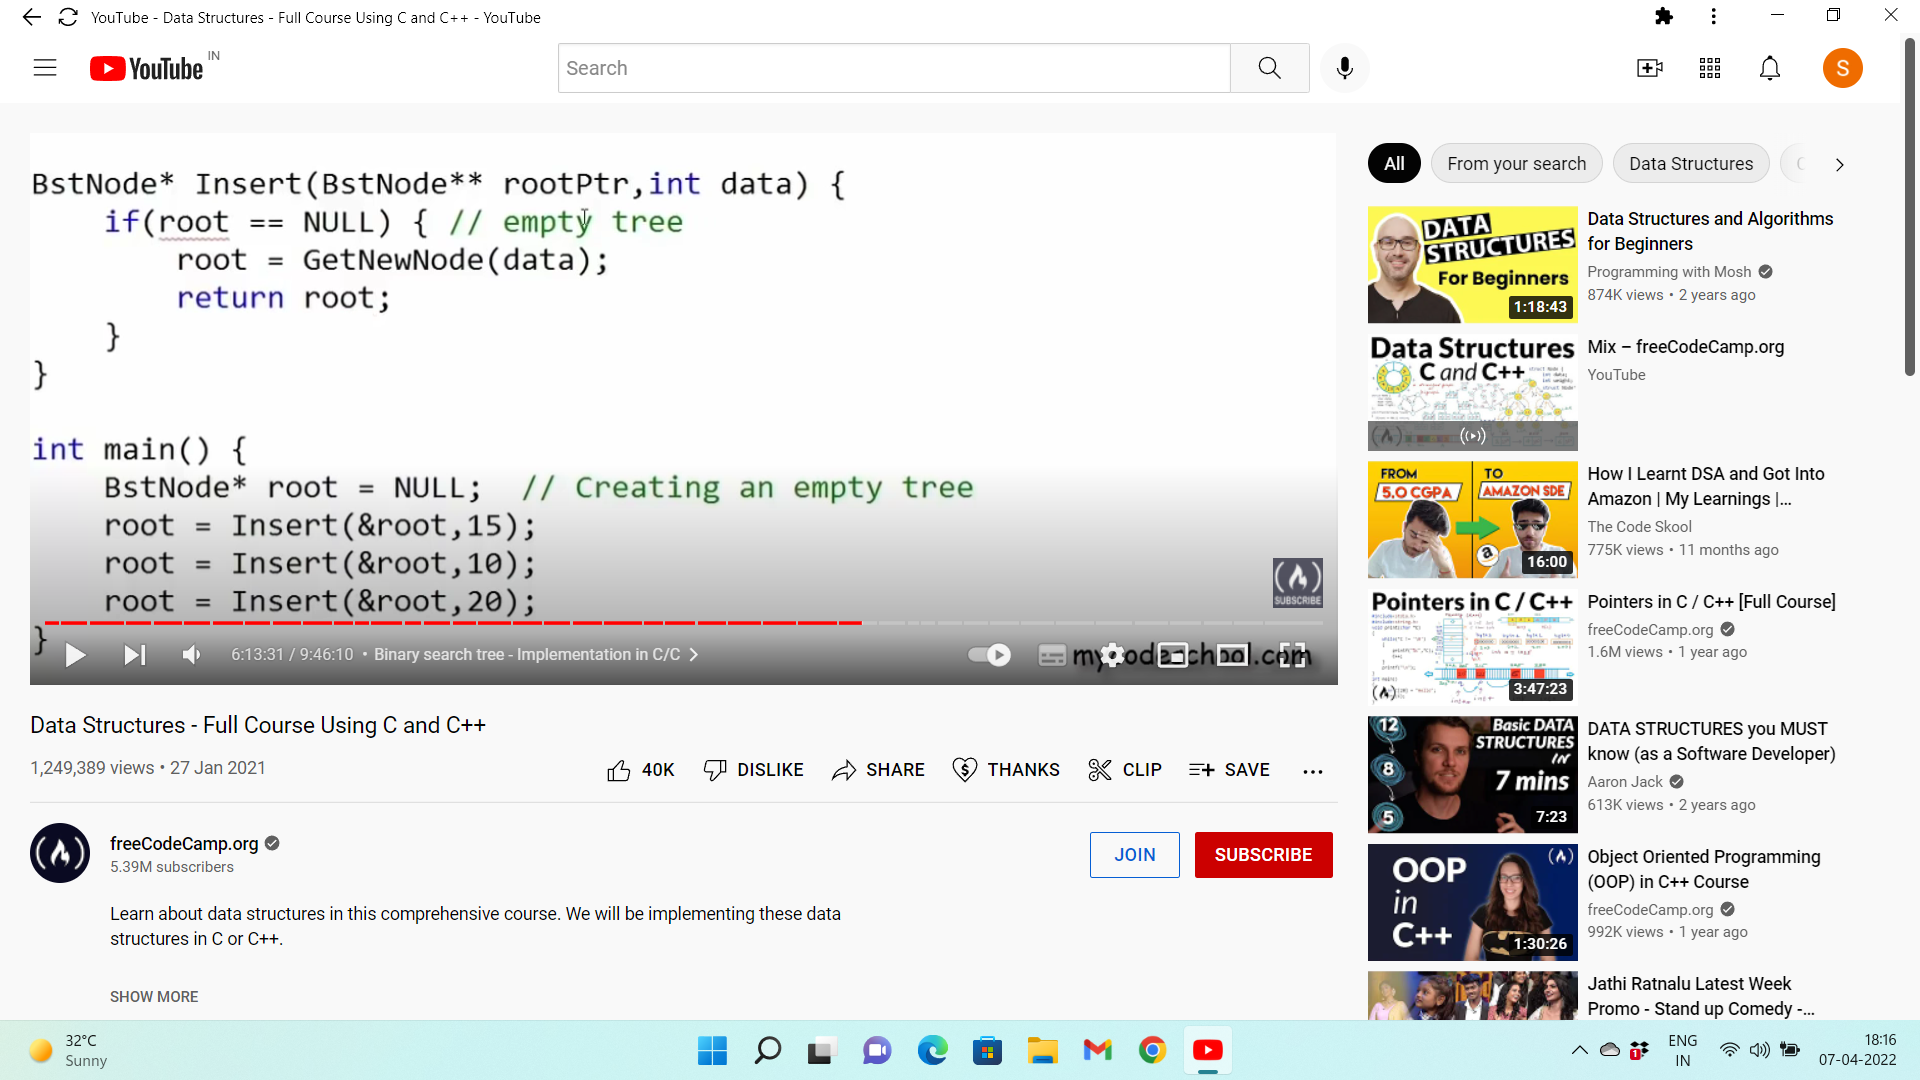 YouTube - Data Structures - Full Course Using C and C++ - YouTube
YouTube IN
Search
S
BstNode* Insert(BstNode** rootPtr,int data) {
if(root == NULL) { // empty tree
root = GetNewNode(data);
return root;
}
}
int main() {
BstNode* root = NULL; // Creating an empty tree
root = Insert(&root,15);
root = Insert(&root,10);
root = Insert(&root,20);
}
SUBSCRIBE
6:13:31 / 9:46:10 • Binary search tree - Implementation in C/C
mycodeschool.com
Data Structures - Full Course Using C and C++
1,249,389 views • 27 Jan 2021
40K DISLIKE SHARE THANKS CLIP SAVE
freeCodeCamp.org
5.39M subscribers
JOIN SUBSCRIBE
Learn about data structures in this comprehensive course. We will be implementing these data
structures in C or C++.
SHOW MORE
All From your search Data Structures
DATA
STRUCTURES
For Beginners
1:18:43
Data Structures and Algorithms
for Beginners
Programming with Mosh
874K views • 2 years ago
Data Structures
C and C++
Mix – freeCodeCamp.org
YouTube
FROM TO
5.0 CGPA AMAZON SDE
a
16:00
How I Learnt DSA and Got Into
Amazon | My Learnings |...
The Code Skool
775K views • 11 months ago
Pointers in C / C++
3:47:23
Pointers in C / C++ [Full Course]
freeCodeCamp.org
1.6M views • 1 year ago
12
8
5
Basic DATA
STRUCTURES
IN
7 mins
7:23
DATA STRUCTURES you MUST
know (as a Software Developer)
Aaron Jack
613K views • 2 years ago
OOP
in
C++
1:30:26
Object Oriented Programming
(OOP) in C++ Course
freeCodeCamp.org
992K views • 1 year ago
Jathi Ratnalu Latest Week
Promo - Stand up Comedy -...
32°C
Sunny
1
ENG
IN
18:16
07-04-2022